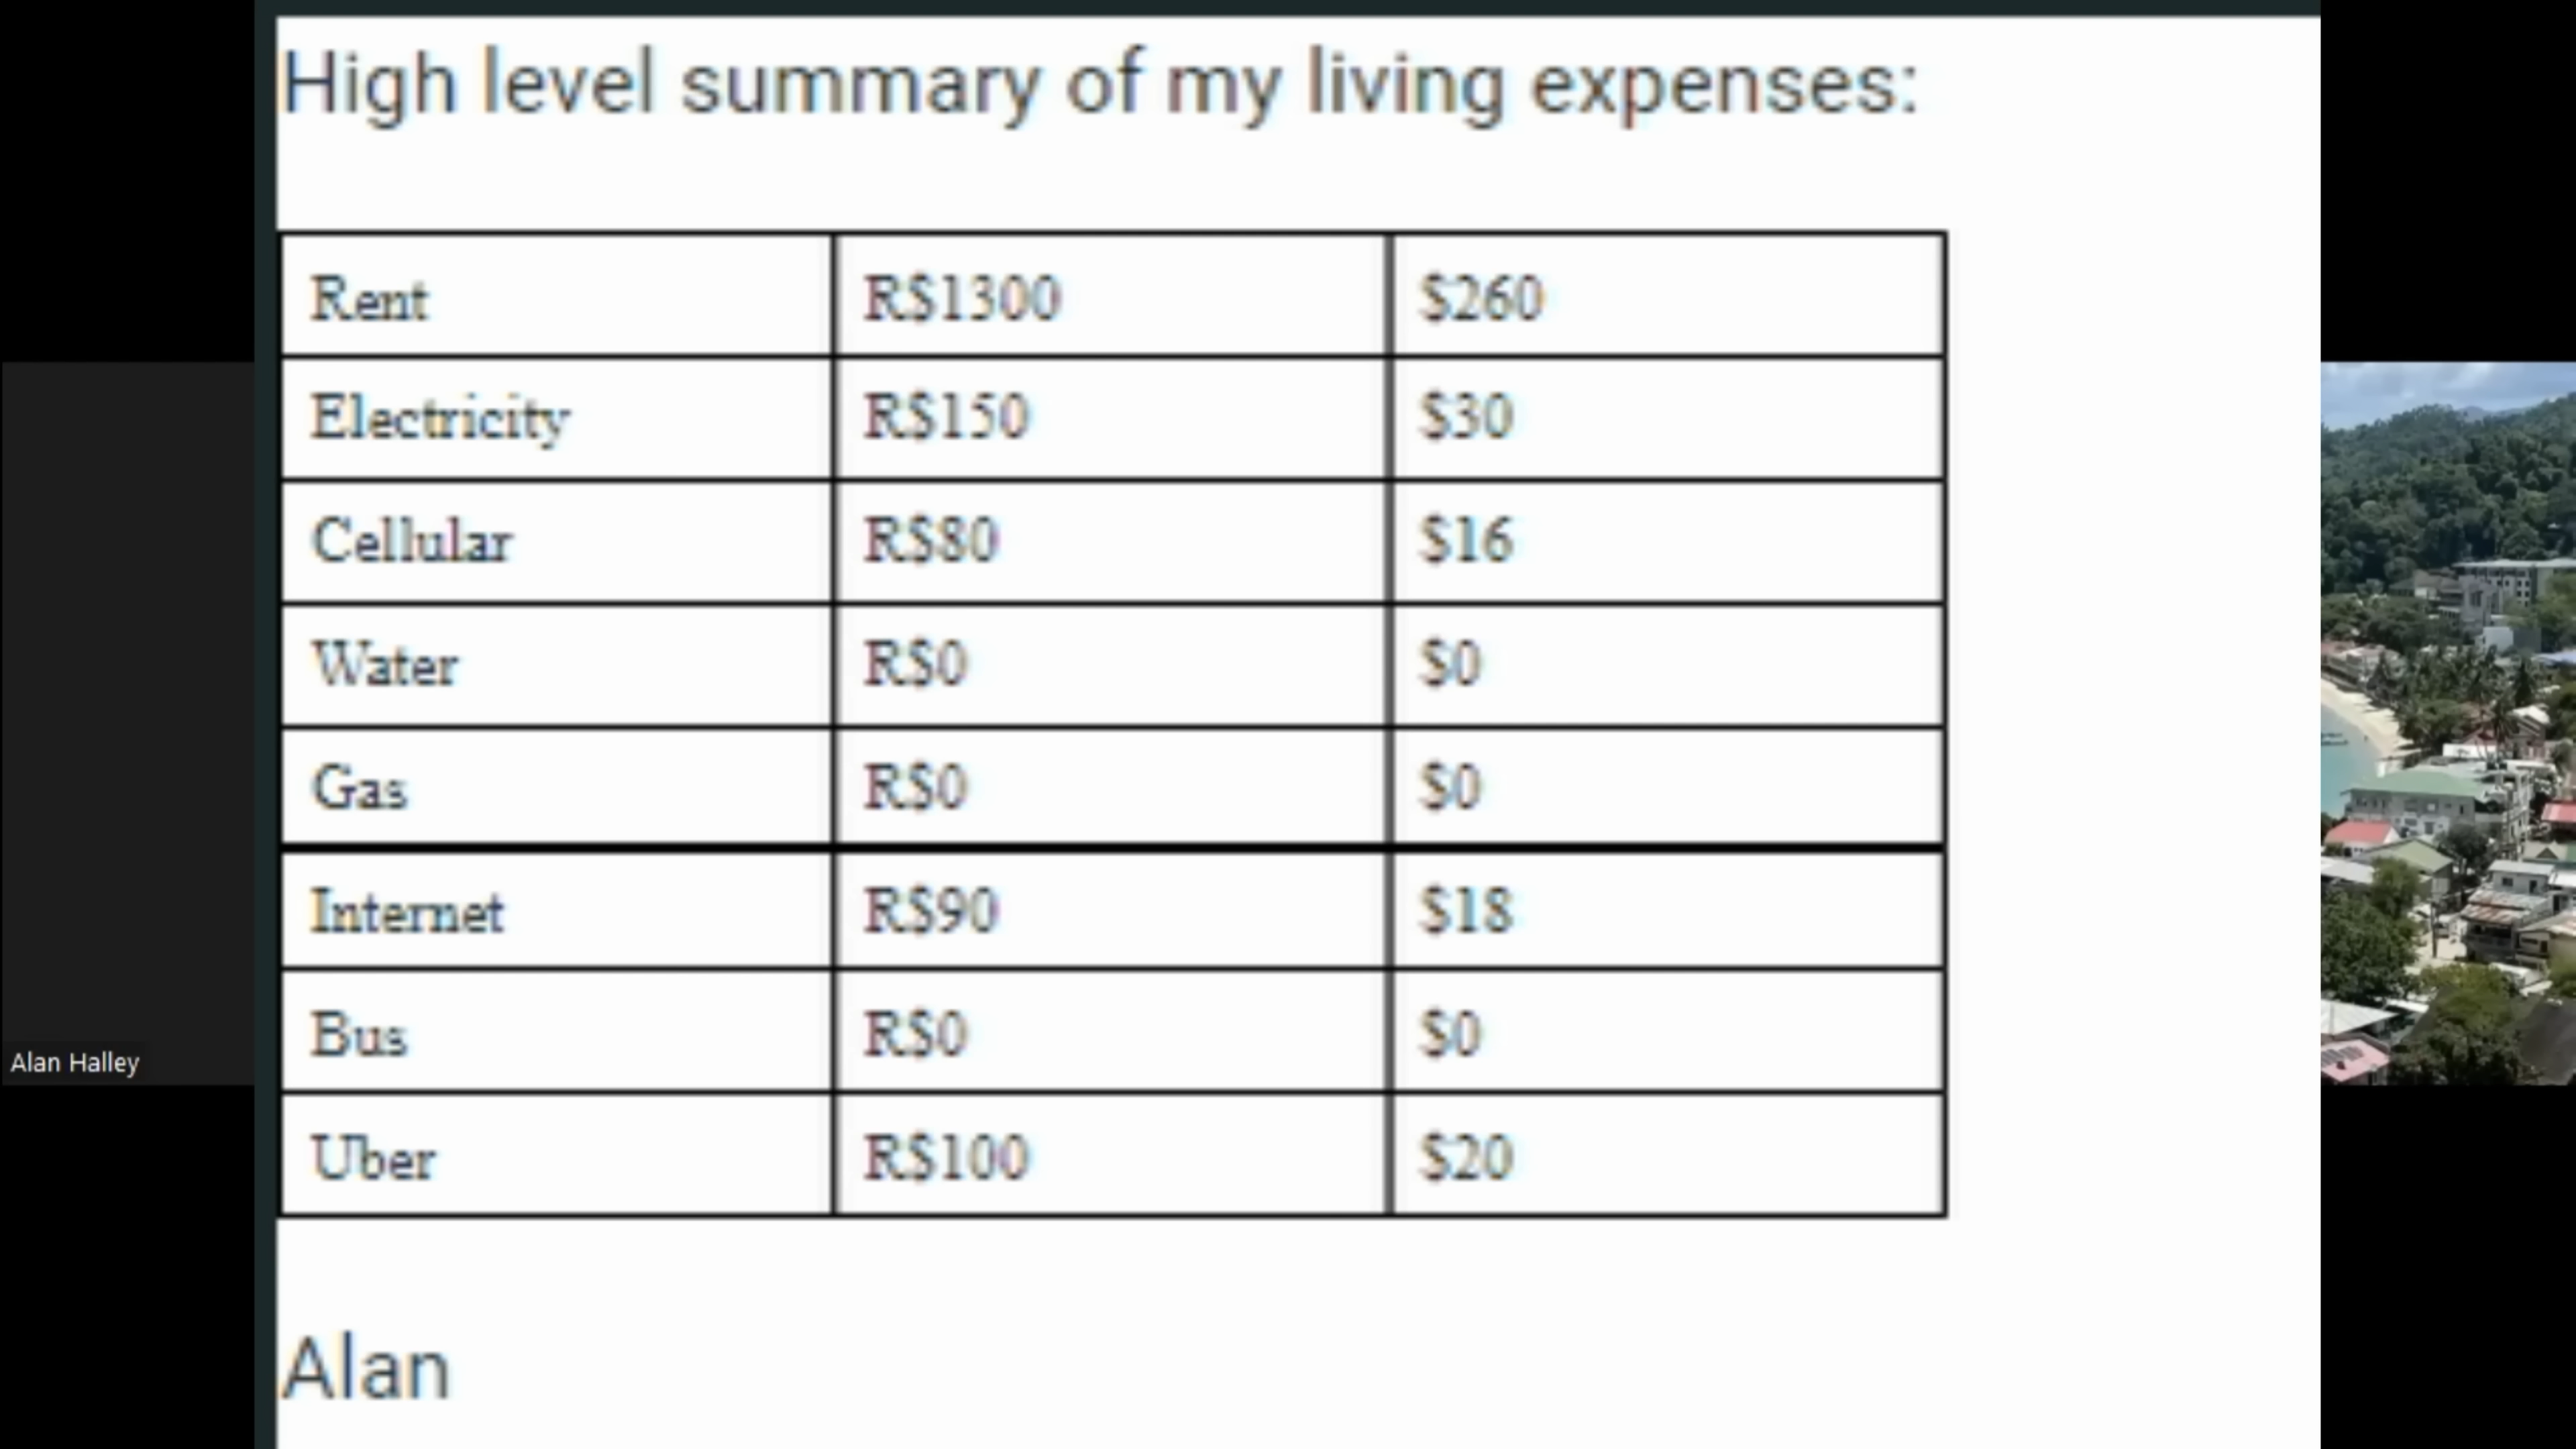 High level summary of my living expenses:
Rent R$1300 $260
Electricity R$150 $30
Cellular R$80 $16
Water R$0 $0
Gas R$0 $0
Internet R$90 $18
Bus R$0 $0
Uber R$100 $20
Alan Halley
Alan